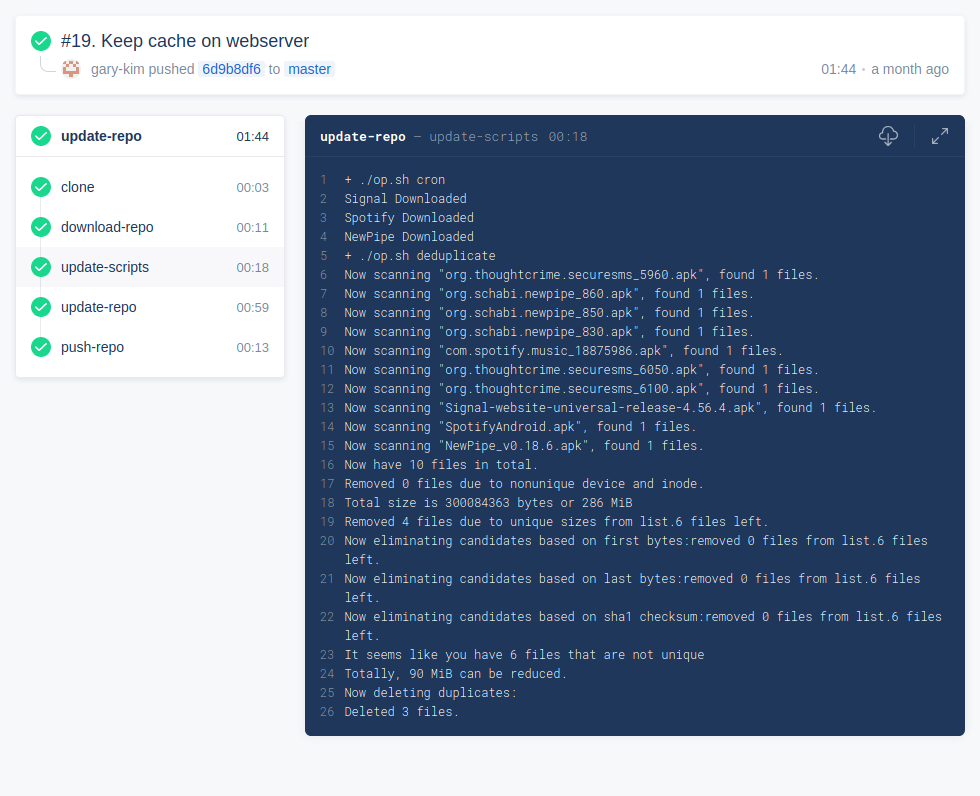 #19. Keep cache on webserver
gary-kim pushed 6d9b8df6 to master
01:44 • a month ago
update-repo 01:44
clone 00:03
download-repo 00:11
update-scripts 00:18
update-repo 00:59
push-repo 00:13
update-repo — update-scripts 00:18
1 + ./op.sh cron
2 Signal Downloaded
3 Spotify Downloaded
4 NewPipe Downloaded
5 + ./op.sh deduplicate
6 Now scanning "org.thoughtcrime.securesms_5960.apk", found 1 files.
7 Now scanning "org.schabi.newpipe_860.apk", found 1 files.
8 Now scanning "org.schabi.newpipe_850.apk", found 1 files.
9 Now scanning "org.schabi.newpipe_830.apk", found 1 files.
10 Now scanning "com.spotify.music_18875986.apk", found 1 files.
11 Now scanning "org.thoughtcrime.securesms_6050.apk", found 1 files.
12 Now scanning "org.thoughtcrime.securesms_6100.apk", found 1 files.
13 Now scanning "Signal-website-universal-release-4.56.4.apk", found 1 files.
14 Now scanning "SpotifyAndroid.apk", found 1 files.
15 Now scanning "NewPipe_v0.18.6.apk", found 1 files.
16 Now have 10 files in total.
17 Removed 0 files due to nonunique device and inode.
18 Total size is 300084363 bytes or 286 MiB
19 Removed 4 files due to unique sizes from list.6 files left.
20 Now eliminating candidates based on first bytes:removed 0 files from list.6 files
left.
21 Now eliminating candidates based on last bytes:removed 0 files from list.6 files
left.
22 Now eliminating candidates based on sha1 checksum:removed 0 files from list.6 files
left.
23 It seems like you have 6 files that are not unique
24 Totally, 90 MiB can be reduced.
25 Now deleting duplicates:
26 Deleted 3 files.